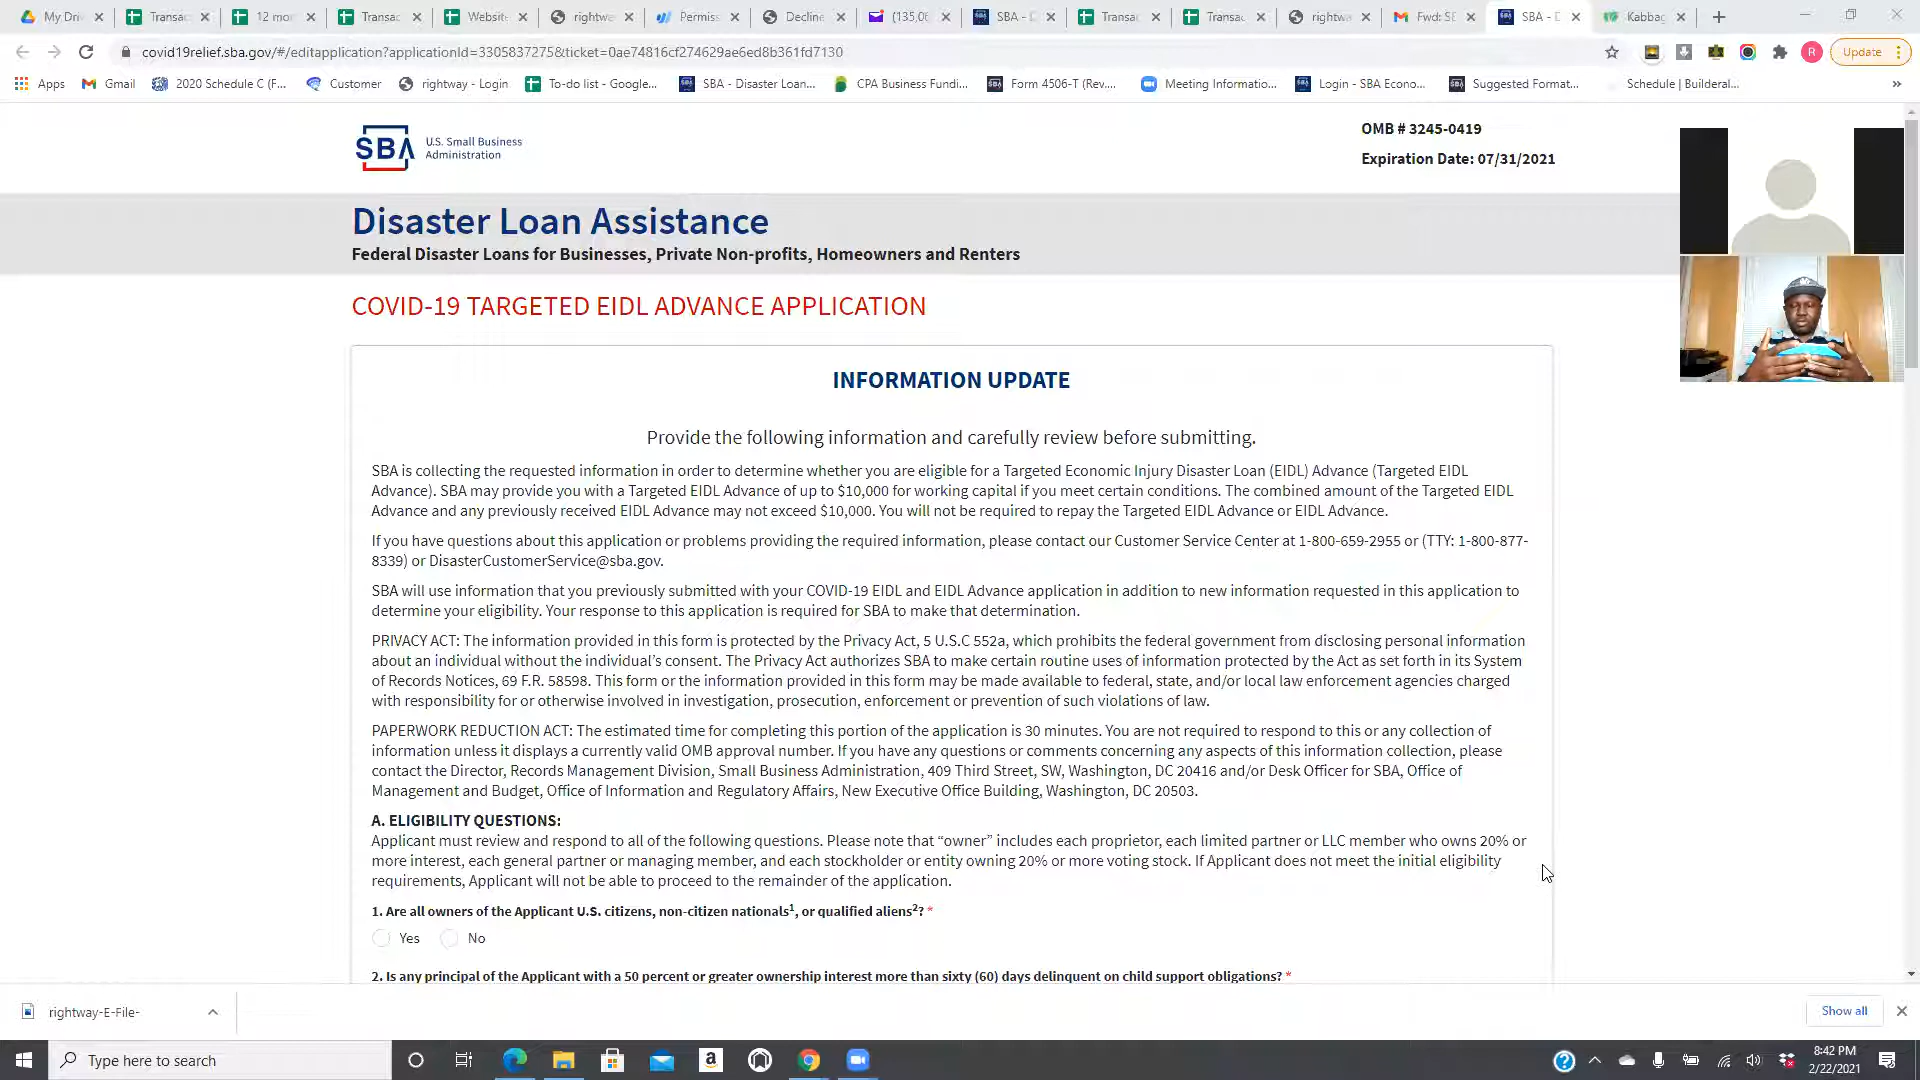 My Dri
Transac
12 mon
Transac
Website
rightwa
Permiss
Decline
(135,06
SBA - D
Transac
Transac
rightwa
Fwd: SB
SBA - D
Kabbag
covid19relief.sba.gov/#/editapplication?applicationId=3305837275&ticket=0ae74816cf274629ae6ed8b361fd7130
R
Update
Apps
Gmail
2020 Schedule C (F...
Customer
rightway - Login
To-do list - Google...
SBA - Disaster Loan...
CPA Business Fundi...
Form 4506-T (Rev....
Meeting Informatio...
Login - SBA Econo...
Suggested Format...
Schedule | Builderal...
»
SBA
U.S. Small Business
Administration
OMB # 3245-0419
Expiration Date: 07/31/2021
Disaster Loan Assistance
Federal Disaster Loans for Businesses, Private Non-profits, Homeowners and Renters
COVID-19 TARGETED EIDL ADVANCE APPLICATION
INFORMATION UPDATE
Provide the following information and carefully review before submitting.
SBA is collecting the requested information in order to determine whether you are eligible for a Targeted Economic Injury Disaster Loan (EIDL) Advance (Targeted EIDL
Advance). SBA may provide you with a Targeted EIDL Advance of up to $10,000 for working capital if you meet certain conditions. The combined amount of the Targeted EIDL
Advance and any previously received EIDL Advance may not exceed $10,000. You will not be required to repay the Targeted EIDL Advance or EIDL Advance.
If you have questions about this application or problems providing the required information, please contact our Customer Service Center at 1-800-659-2955 or (TTY: 1-800-877-
8339) or DisasterCustomerService@sba.gov.
SBA will use information that you previously submitted with your COVID-19 EIDL and EIDL Advance application in addition to new information requested in this application to
determine your eligibility. Your response to this application is required for SBA to make that determination.
PRIVACY ACT: The information provided in this form is protected by the Privacy Act, 5 U.S.C 552a, which prohibits the federal government from disclosing personal information
about an individual without the individual's consent. The Privacy Act authorizes SBA to make certain routine uses of information protected by the Act as set forth in its System
of Records Notices, 69 F.R. 58598. This form or the information provided in this form may be made available to federal, state, and/or local law enforcement agencies charged
with responsibility for or otherwise involved in investigation, prosecution, enforcement or prevention of such violations of law.
PAPERWORK REDUCTION ACT: The estimated time for completing this portion of the application is 30 minutes. You are not required to respond to this or any collection of
information unless it displays a currently valid OMB approval number. If you have any questions or comments concerning any aspects of this information collection, please
contact the Director, Records Management Division, Small Business Administration, 409 Third Street, SW, Washington, DC 20416 and/or Desk Officer for SBA, Office of
Management and Budget, Office of Information and Regulatory Affairs, New Executive Office Building, Washington, DC 20503.
A. ELIGIBILITY QUESTIONS:
Applicant must review and respond to all of the following questions. Please note that “owner” includes each proprietor, each limited partner or LLC member who owns 20% or
more interest, each general partner or managing member, and each stockholder or entity owning 20% or more voting stock. If Applicant does not meet the initial eligibility
requirements, Applicant will not be able to proceed to the remainder of the application.
1. Are all owners of the Applicant U.S. citizens, non-citizen nationals1, or qualified aliens2? *
Yes No
2. Is any principal of the Applicant with a 50 percent or greater ownership interest more than sixty (60) days delinquent on child support obligations? *
rightway-E-File-
Show all
Type here to search
8:42 PM
2/22/2021